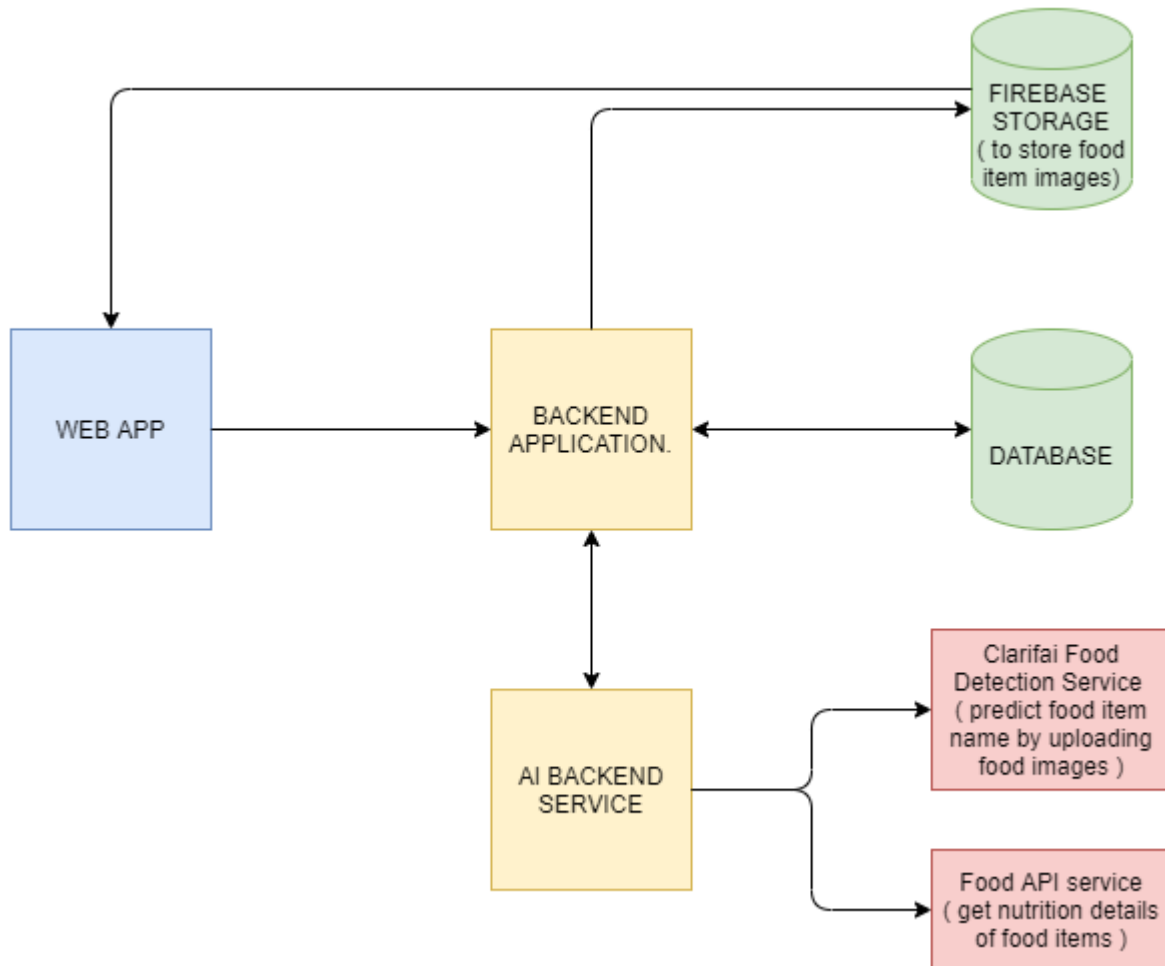 FIREBASE
STORAGE
( to store food
item images)
WEB APP
BACKEND
APPLICATION.
DATABASE
AI BACKEND
SERVICE
Clarifai Food
Detection Service
( predict food item
name by uploading
food images )
Food API service
( get nutrition details
of food items )